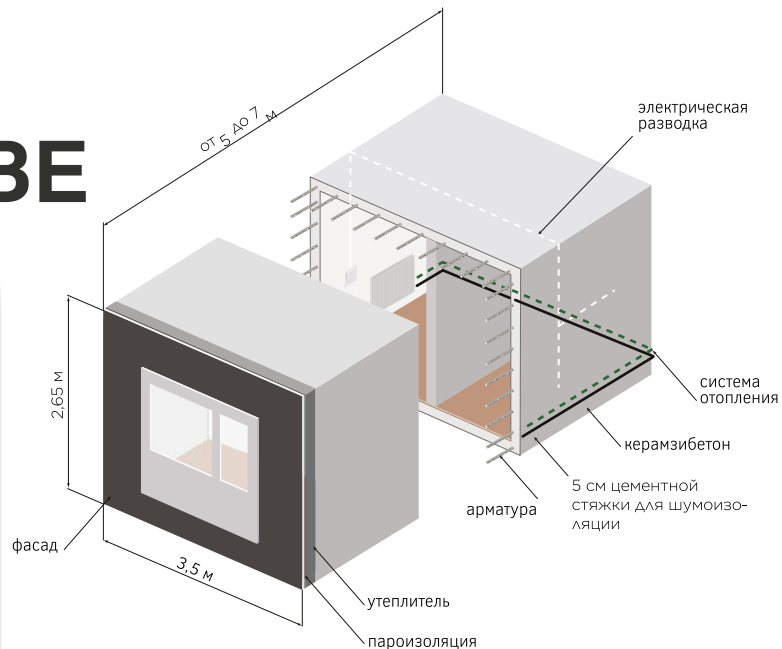 ВЕ
от 5 до 7 м
электрическая
разводка
2,65 м
система
отопления
керамзибетон
5 см цементной
стяжки для шумоизо-
ляции
арматура
фасад
3,5 м
утеплитель
пароизоляция